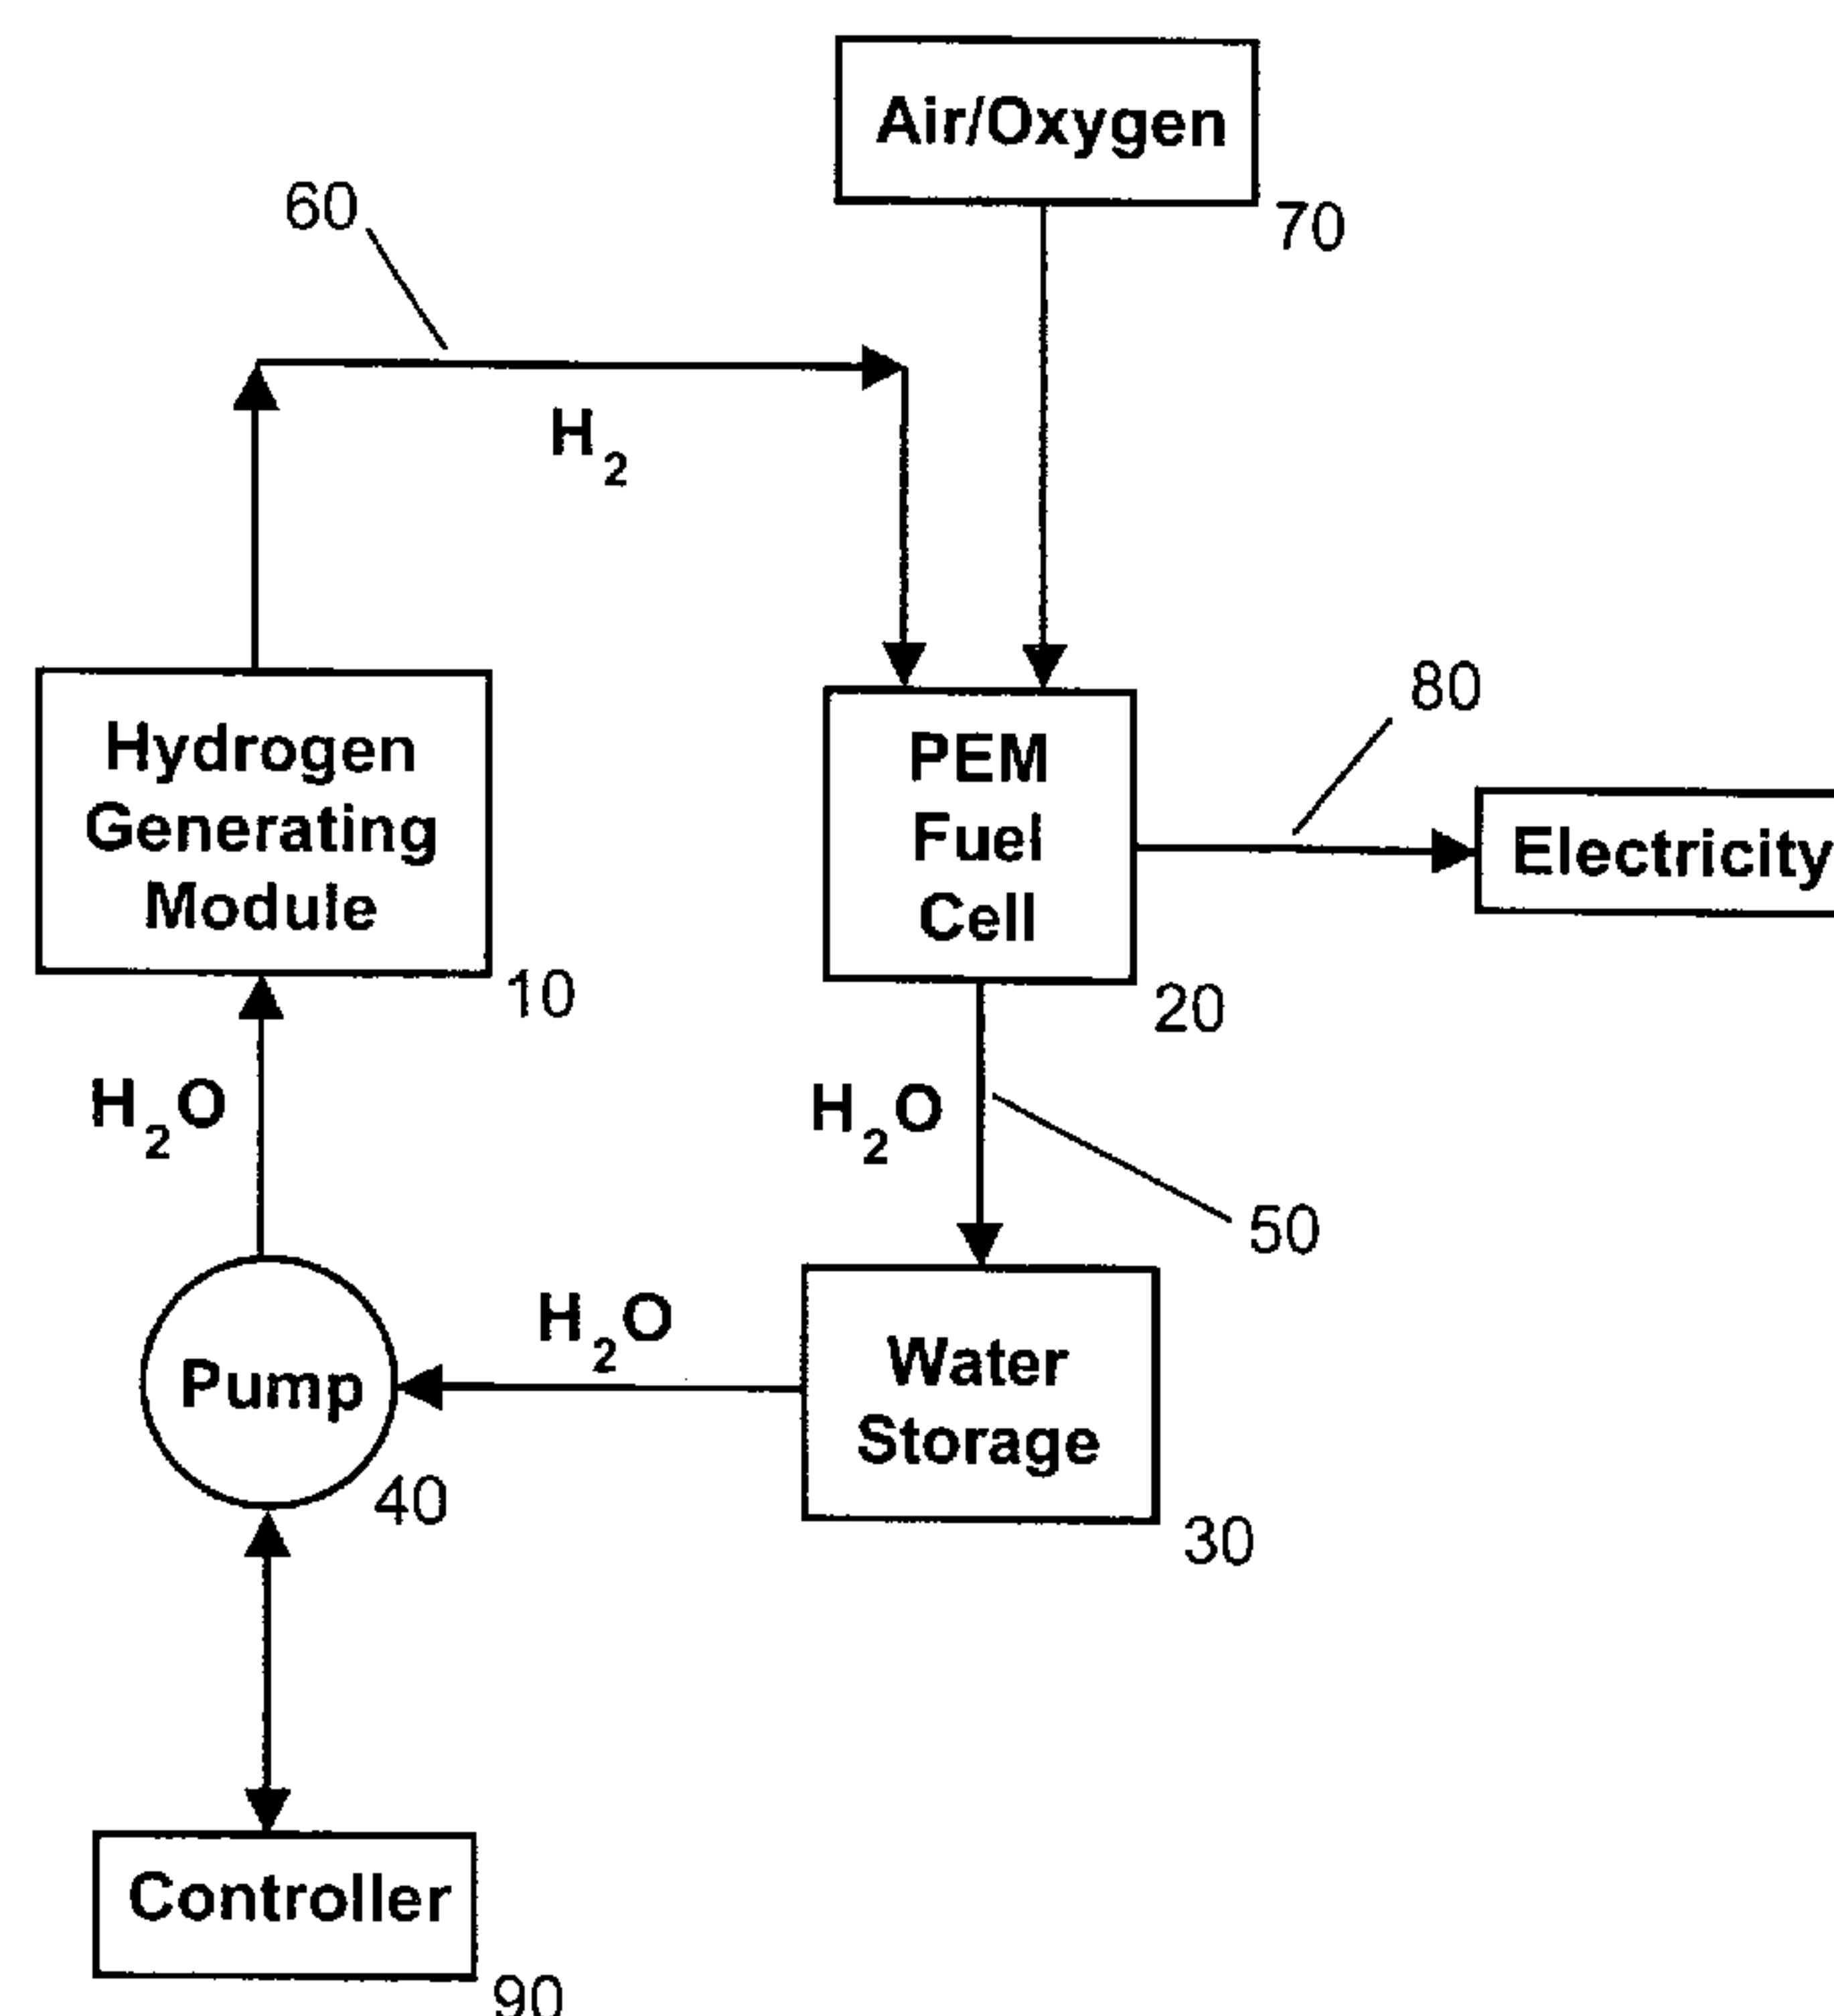 Air/Oxygen
70
60
H2
Hydrogen
Generating
Module
10
PEM
Fuel
Cell
20
80
Electricity
H2O
H2O
50
H2O
Pump
40
Water
Storage
30
Controller
90